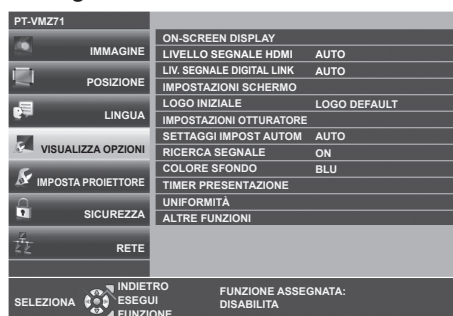 PT-VMZ71
IMMAGINE
POSIZIONE
LINGUA
VISUALIZZA OPZIONI
IMPOSTA PROIETTORE
SICUREZZA
RETE
ON-SCREEN DISPLAY
LIVELLO SEGNALE HDMI AUTO
LIV. SEGNALE DIGITAL LINK AUTO
IMPOSTAZIONI SCHERMO
LOGO INIZIALE LOGO DEFAULT
IMPOSTAZIONI OTTURATORE
SETTAGGI IMPOST AUTOM AUTO
RICERCA SEGNALE ON
COLORE SFONDO BLU
TIMER PRESENTAZIONE
UNIFORMITÀ
ALTRE FUNZIONI
SELEZIONA
INDIETRO
ESEGUI
FUNZIONE
FUNZIONE ASSEGNATA:
DISABILITA